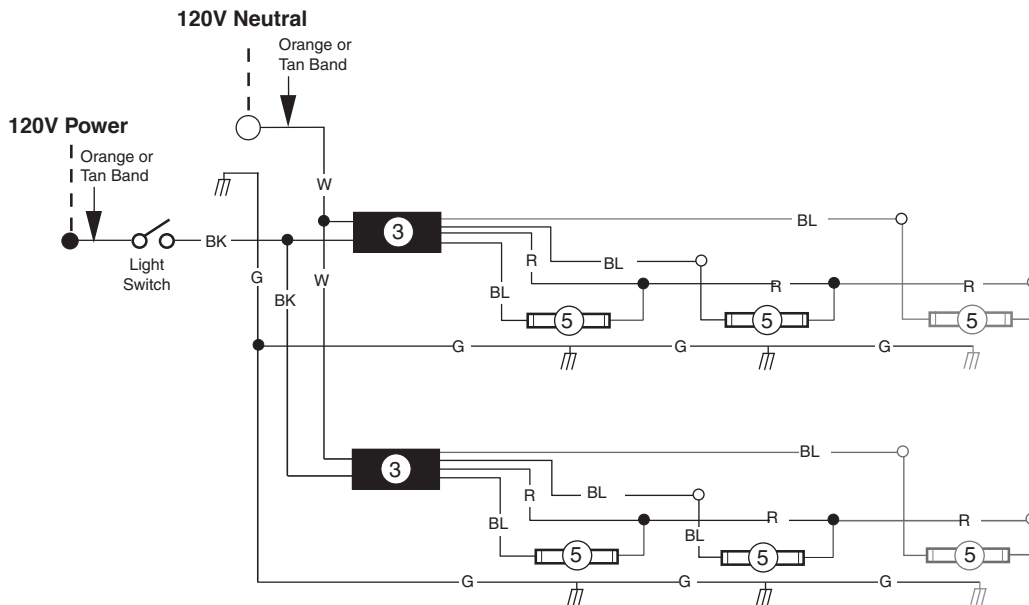 120V Neutral
Orange or
Tan Band
120V Power
Orange or
Tan Band
W
BL
3
BK
R
BL
Light
Switch
G
W
R
R
BK
BL
5
5
5
G
G
G
BL
3
R
BL
BL
R
R
BL
5
5
5
G
G
G